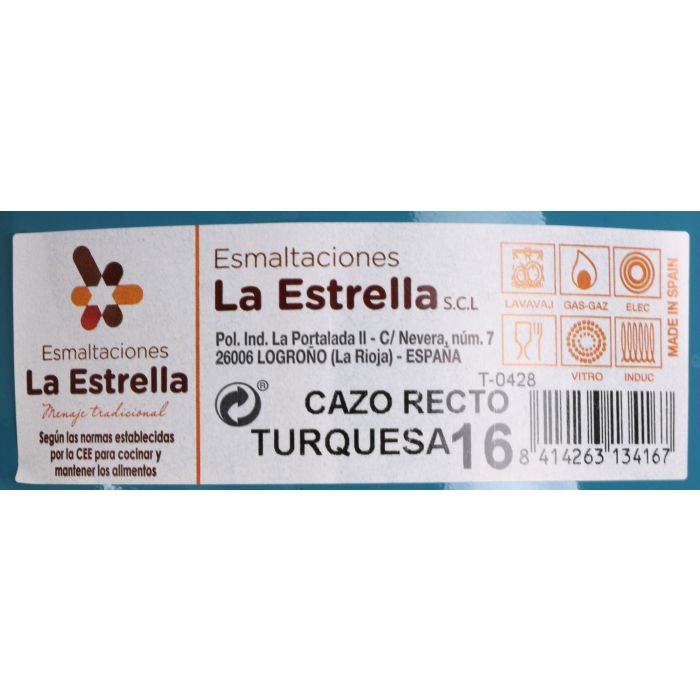 Esmaltaciones
La Estrella
Menaje tradicional
Según las normas establecidas
por la CEE para cocinar y
mantener los alimentos
Esmaltaciones
La Estrella S.C.L
Pol. Ind. La Portalada II - C/ Nevera, núm. 7
26006 LOGROÑO (La Rioja) - ESPAÑA
®
CAZO RECTO
TURQUESA 16
LAVAVAJ GAS-GAZ ELEC
VITRO INDUC
MADE IN SPAIN
T-0428
8 414263 134167